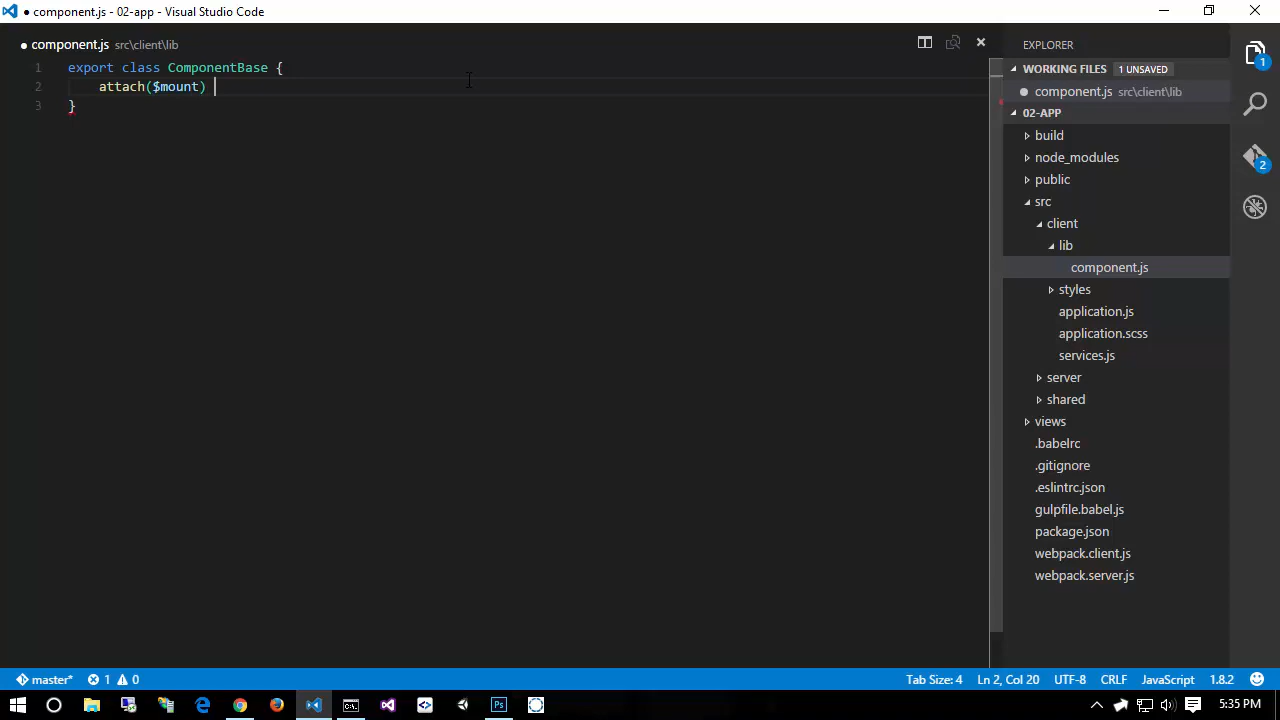 ● component.js - 02-app - Visual Studio Code
● component.js src\client\lib
1 export class ComponentBase {
2 attach($mount)
3 }
EXPLORER
WORKING FILES 1 UNSAVED
● component.js src\client\lib
02-APP
build
node_modules
public
src
client
lib
component.js
styles
application.js
application.scss
services.js
server
shared
views
.babelrc
.gitignore
.eslintrc.json
gulpfile.babel.js
package.json
webpack.client.js
webpack.server.js
1
2
master* 1 0 Tab Size: 4 Ln 2, Col 20 UTF-8 CRLF JavaScript 1.8.2
Ps 5:35 PM